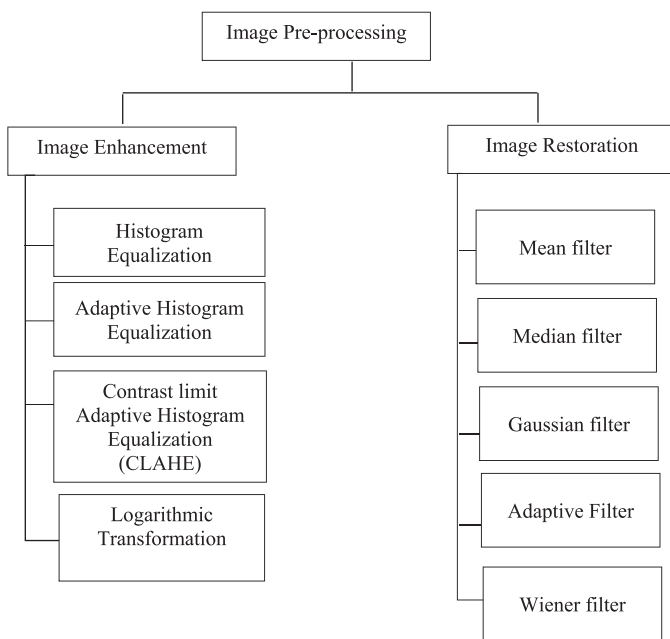 Image Pre-processing
Image Enhancement
Histogram
Equalization
Adaptive Histogram
Equalization
Contrast limit
Adaptive Histogram
Equalization
(CLAHE)
Logarithmic
Transformation
Image Restoration
Mean filter
Median filter
Gaussian filter
Adaptive Filter
Wiener filter